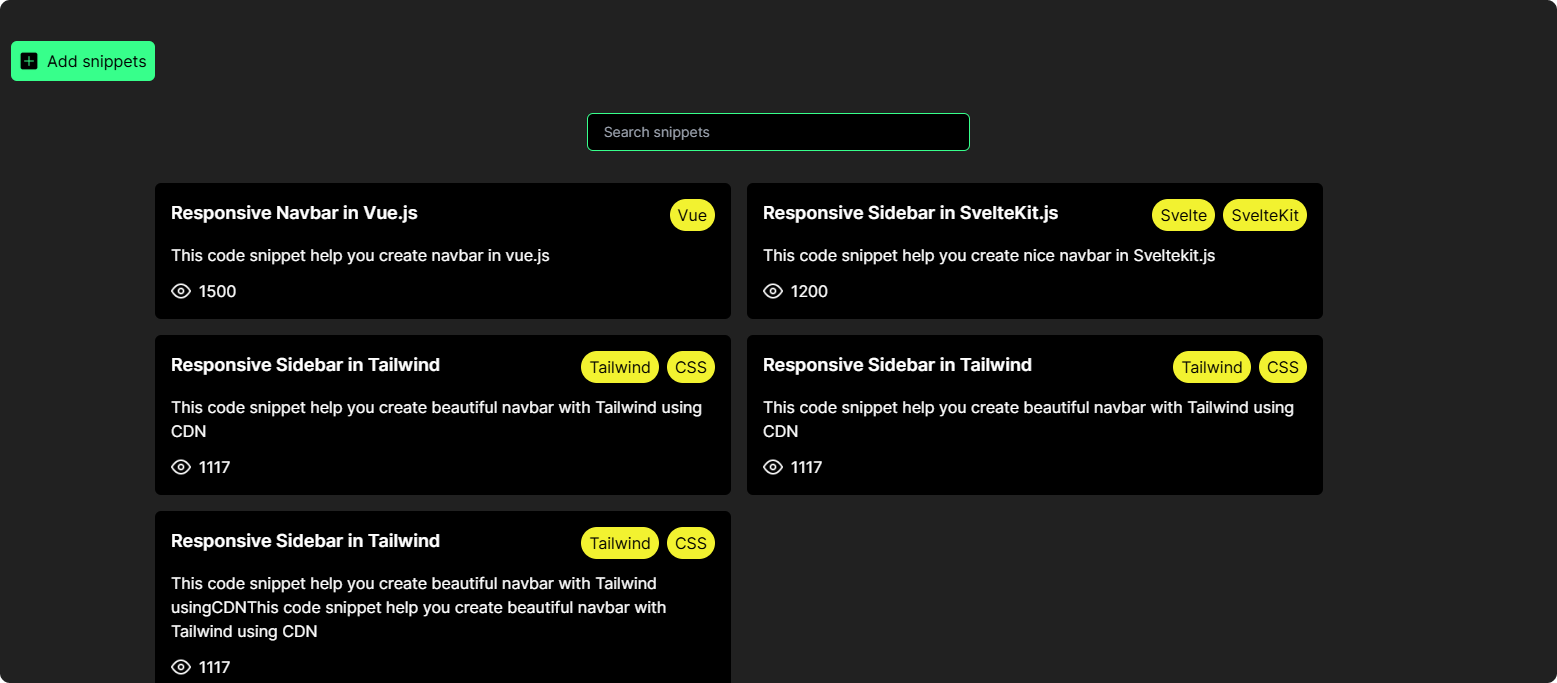 Add snippets
Search snippets
Responsive Navbar in Vue.js
Vue
This code snippet help you create navbar in vue.js
1500
Responsive Sidebar in SvelteKit.js
Svelte
SvelteKit
This code snippet help you create nice navbar in Sveltekit.js
1200
Responsive Sidebar in Tailwind
Tailwind
CSS
This code snippet help you create beautiful navbar with Tailwind using
CDN
1117
Responsive Sidebar in Tailwind
Tailwind
CSS
This code snippet help you create beautiful navbar with Tailwind using
CDN
1117
Responsive Sidebar in Tailwind
Tailwind
CSS
This code snippet help you create beautiful navbar with Tailwind
usingCDNThis code snippet help you create beautiful navbar with
Tailwind using CDN
1117